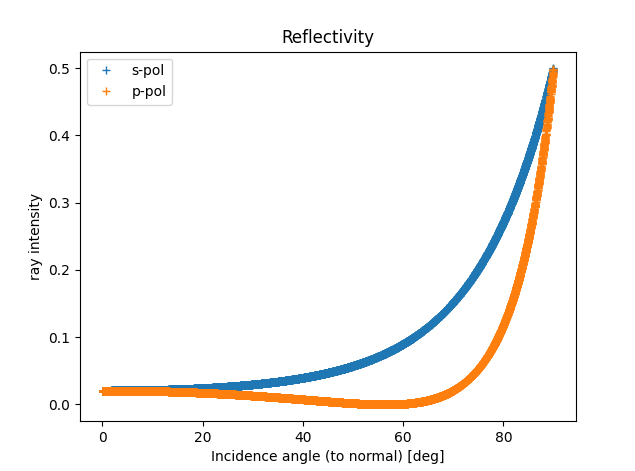 Reflectivity
s-pol
p-pol
0.5
0.4
0.3
0.2
0.1
0.0
ray intensity
0
20
40
60
80
Incidence angle (to normal) [deg]